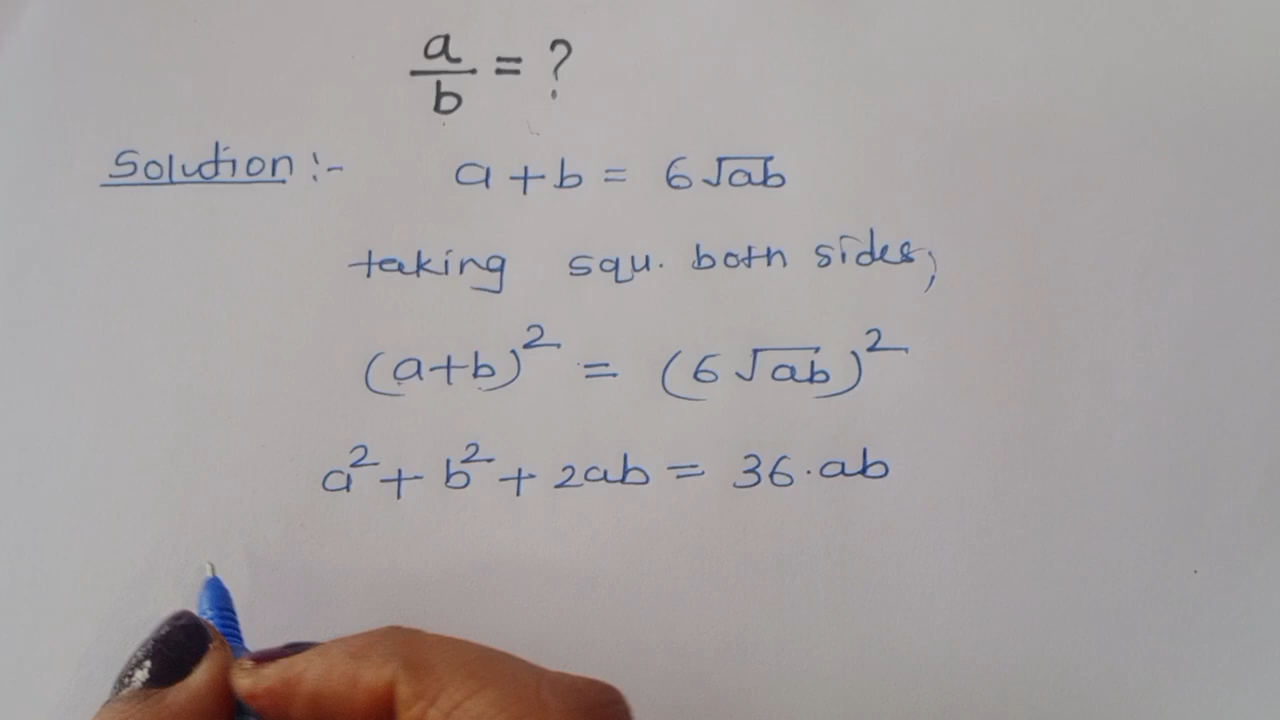 a/b = ?
Solution :- a + b = 6√ab
taking squ. both sides,
(a+b)² = (6√ab)²
a² + b² + 2ab = 36·ab